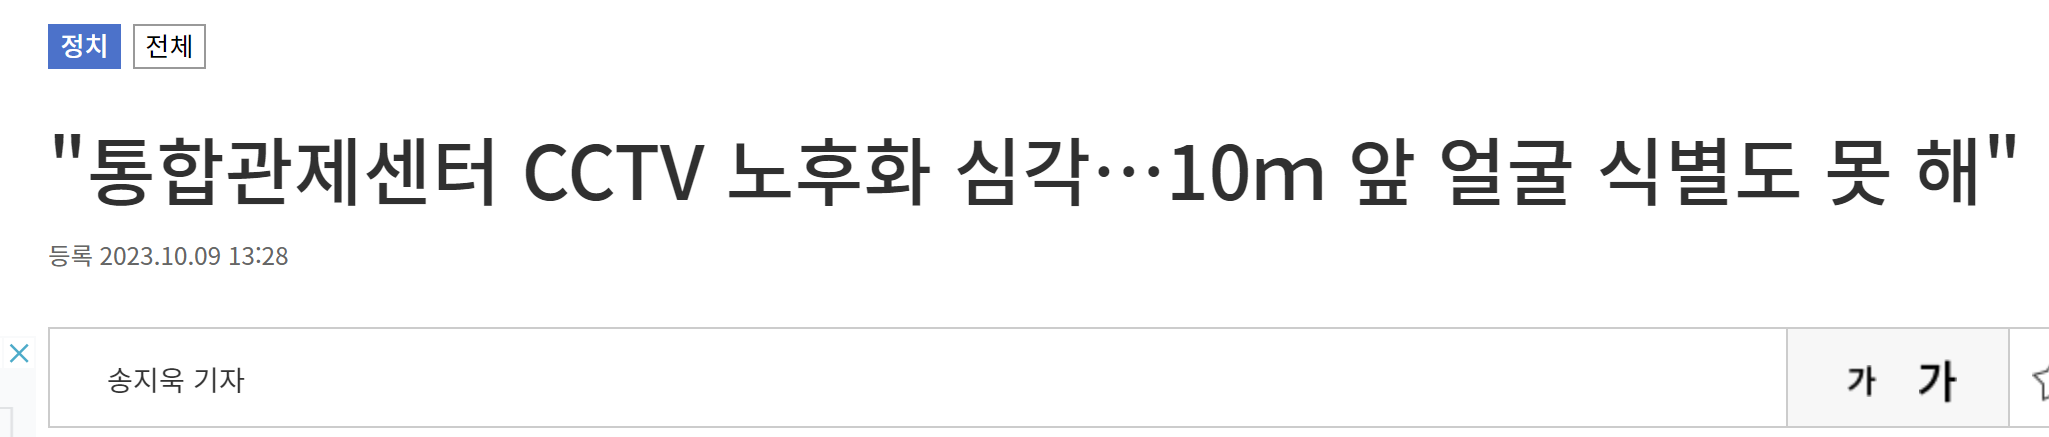 정치 전체
"통합관제센터 CCTV 노후화 심각…10m 앞 얼굴 식별도 못 해"
등록 2023.10.09 13:28
송지욱 기자
가 가